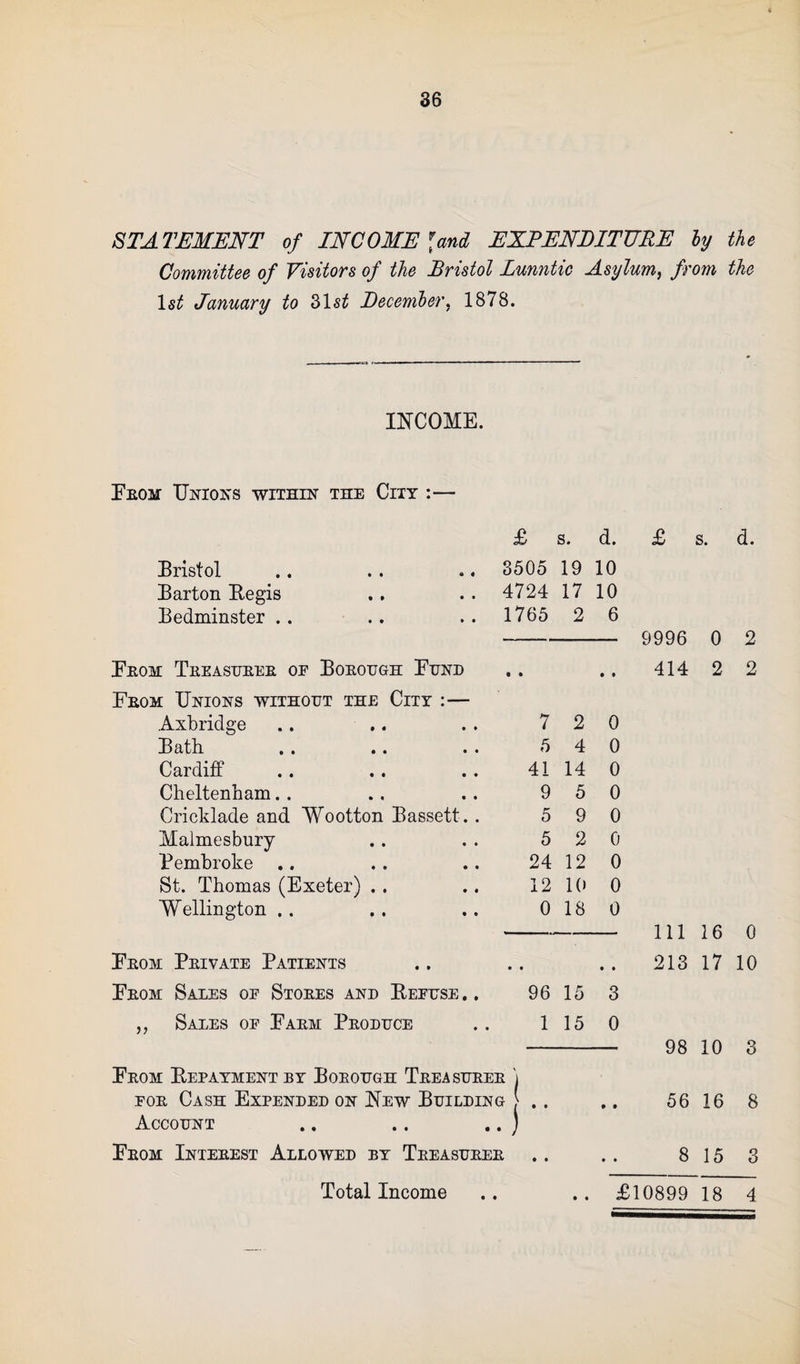 36
STATEMENT of INCOME [and EXPENDITURE by the
Committee of Visitors of the Bristol Lunntic Asylum, from the
1st January to 31st December, 1878.
INCOME.
From Unions within the City :—
£ s. d. £ s. d.
Bristol .. .. .. 3505 19 10
Barton Regis .. .. 4724 17 10
Bedminster .. .. .. 1765 2 6
9996 0 2
From Treasurer of Borough Fund .. .. 414 2 2
From Unions without the City :—
Axbridge .. .. .. 7 2 0
Bath .. .. .. 5 4 0
Cardiff .. .. .. 41 14 0
Cheltenham.. .. .. 9 5 0
Cricklade and Wootton Bassett.. 5 9 0
Malmesbury .. .. 5 2 0
Pembroke .. .. .. 24 12 0
St. Thomas (Exeter) .. .. 12 10 0
Wellington .. .. .. 0 18 0
111 16 0
From Private Patients .. .. .. 213 17 10
From Sales of Stores and Refuse.. 96 15 3
,, Sales of Farm Produce .. 1 15 0
98 10 3
From Repayment by Borough Treasurer
for Cash Expended on New Building } .. .. 56 16 8
Account .. .. ..
From Interest Allowed by Treasurer .. .. 8 15 3
Total Income .. .. £10899 18 4